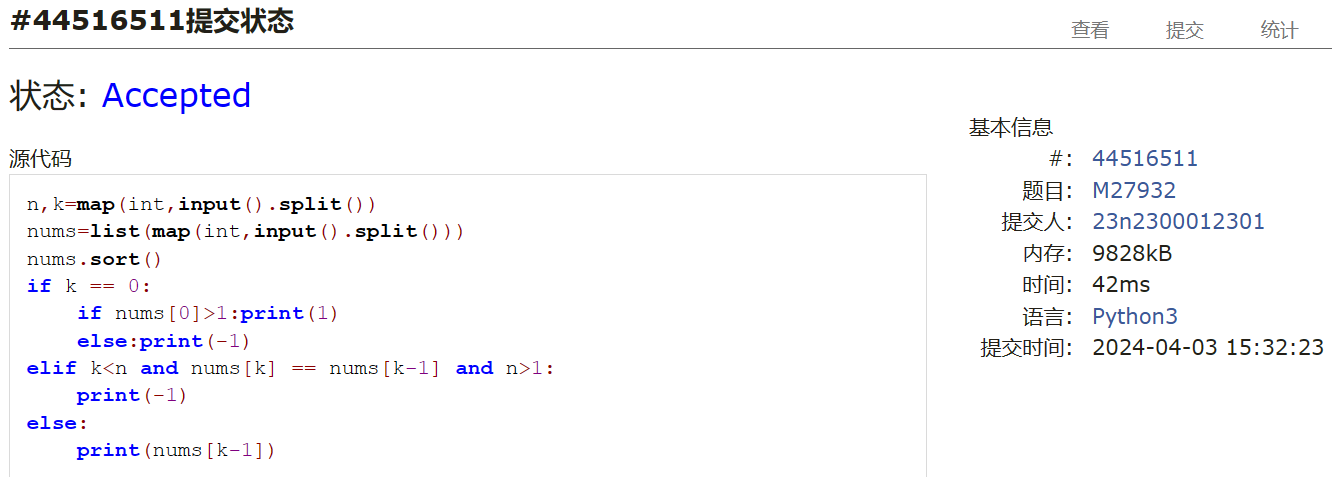 #44516511提交状态
查看 提交 统计
状态: Accepted
源代码
n,k=map(int,input().split())
nums=list(map(int,input().split()))
nums.sort()
if k == 0:
    if nums[0]>1:print(1)
    else:print(-1)
elif k<n and nums[k] == nums[k-1] and n>1:
    print(-1)
else:
    print(nums[k-1])
基本信息
#: 44516511
题目: M27932
提交人: 23n2300012301
内存: 9828kB
时间: 42ms
语言: Python3
提交时间: 2024-04-03 15:32:23